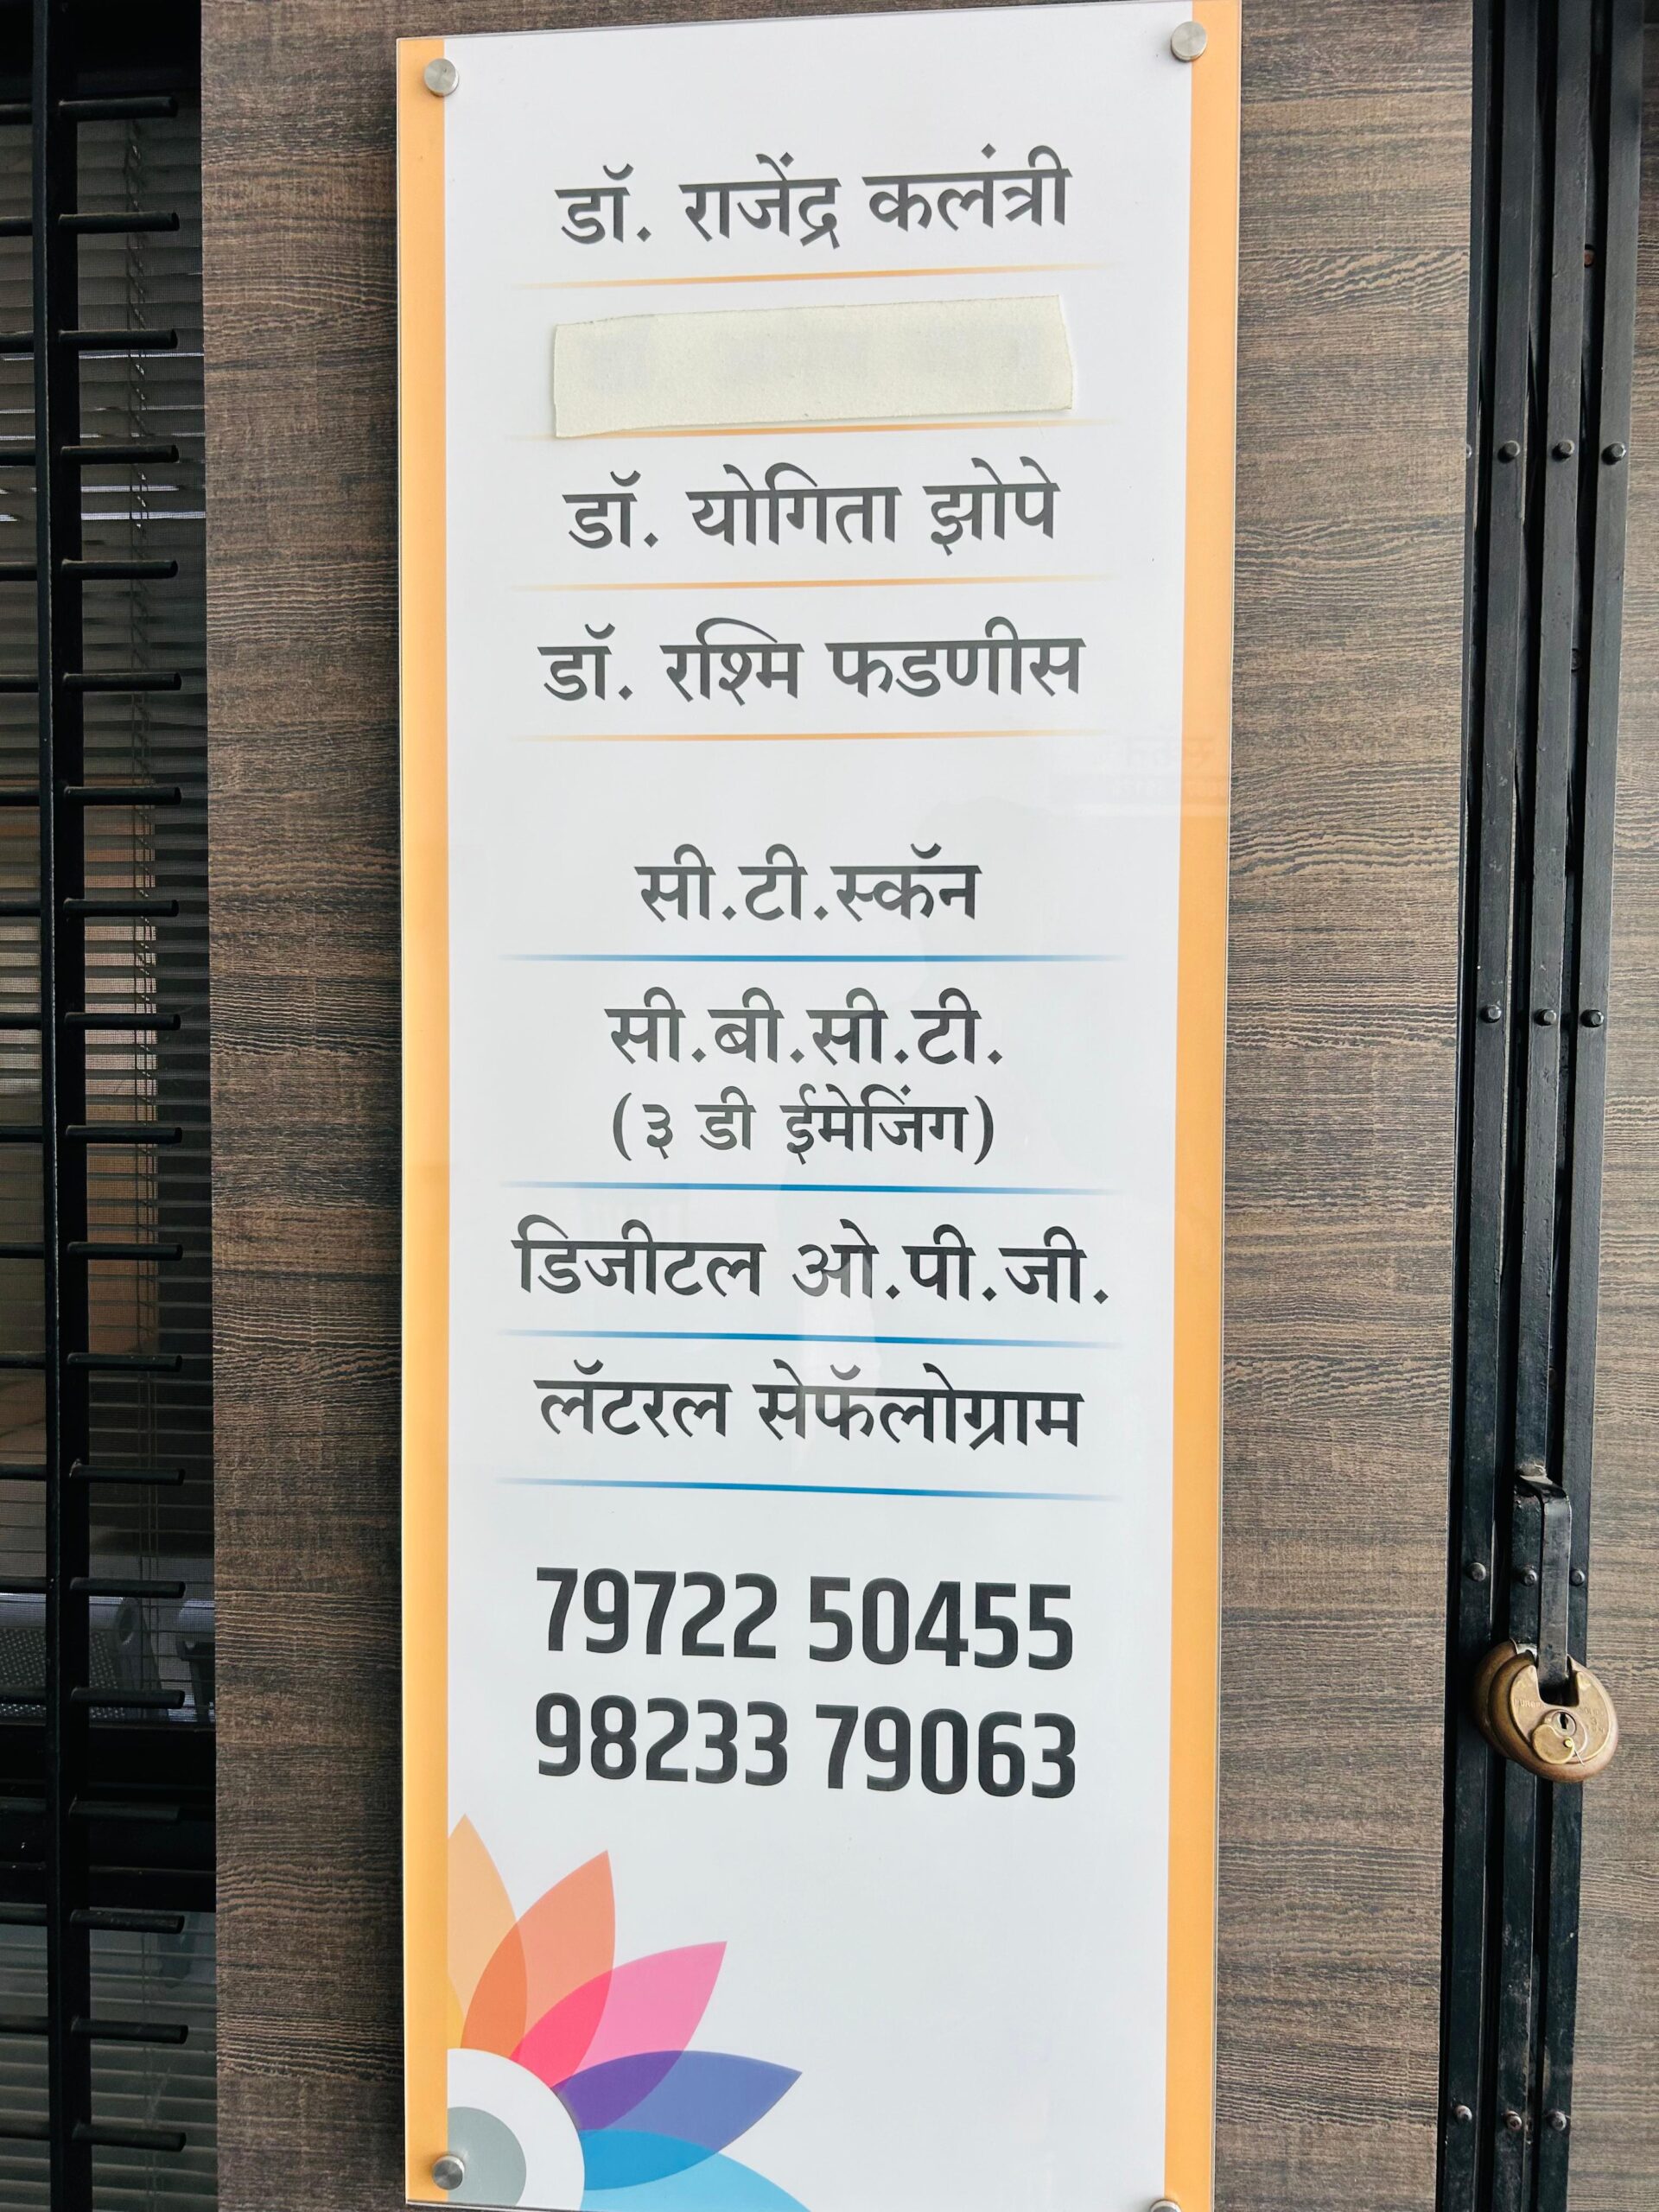 डॉ. राजेंद्र कलंत्री
डॉ. योगिता झोपे
डॉ. रश्मि फडणीस
सी.टी.स्कॅन
सी.बी.सी.टी.
(३ डी ईमेजिंग)
डिजीटल ओ.पी.जी.
लॅटरल सेफॅलोग्राम
79722 50455
98233 79063